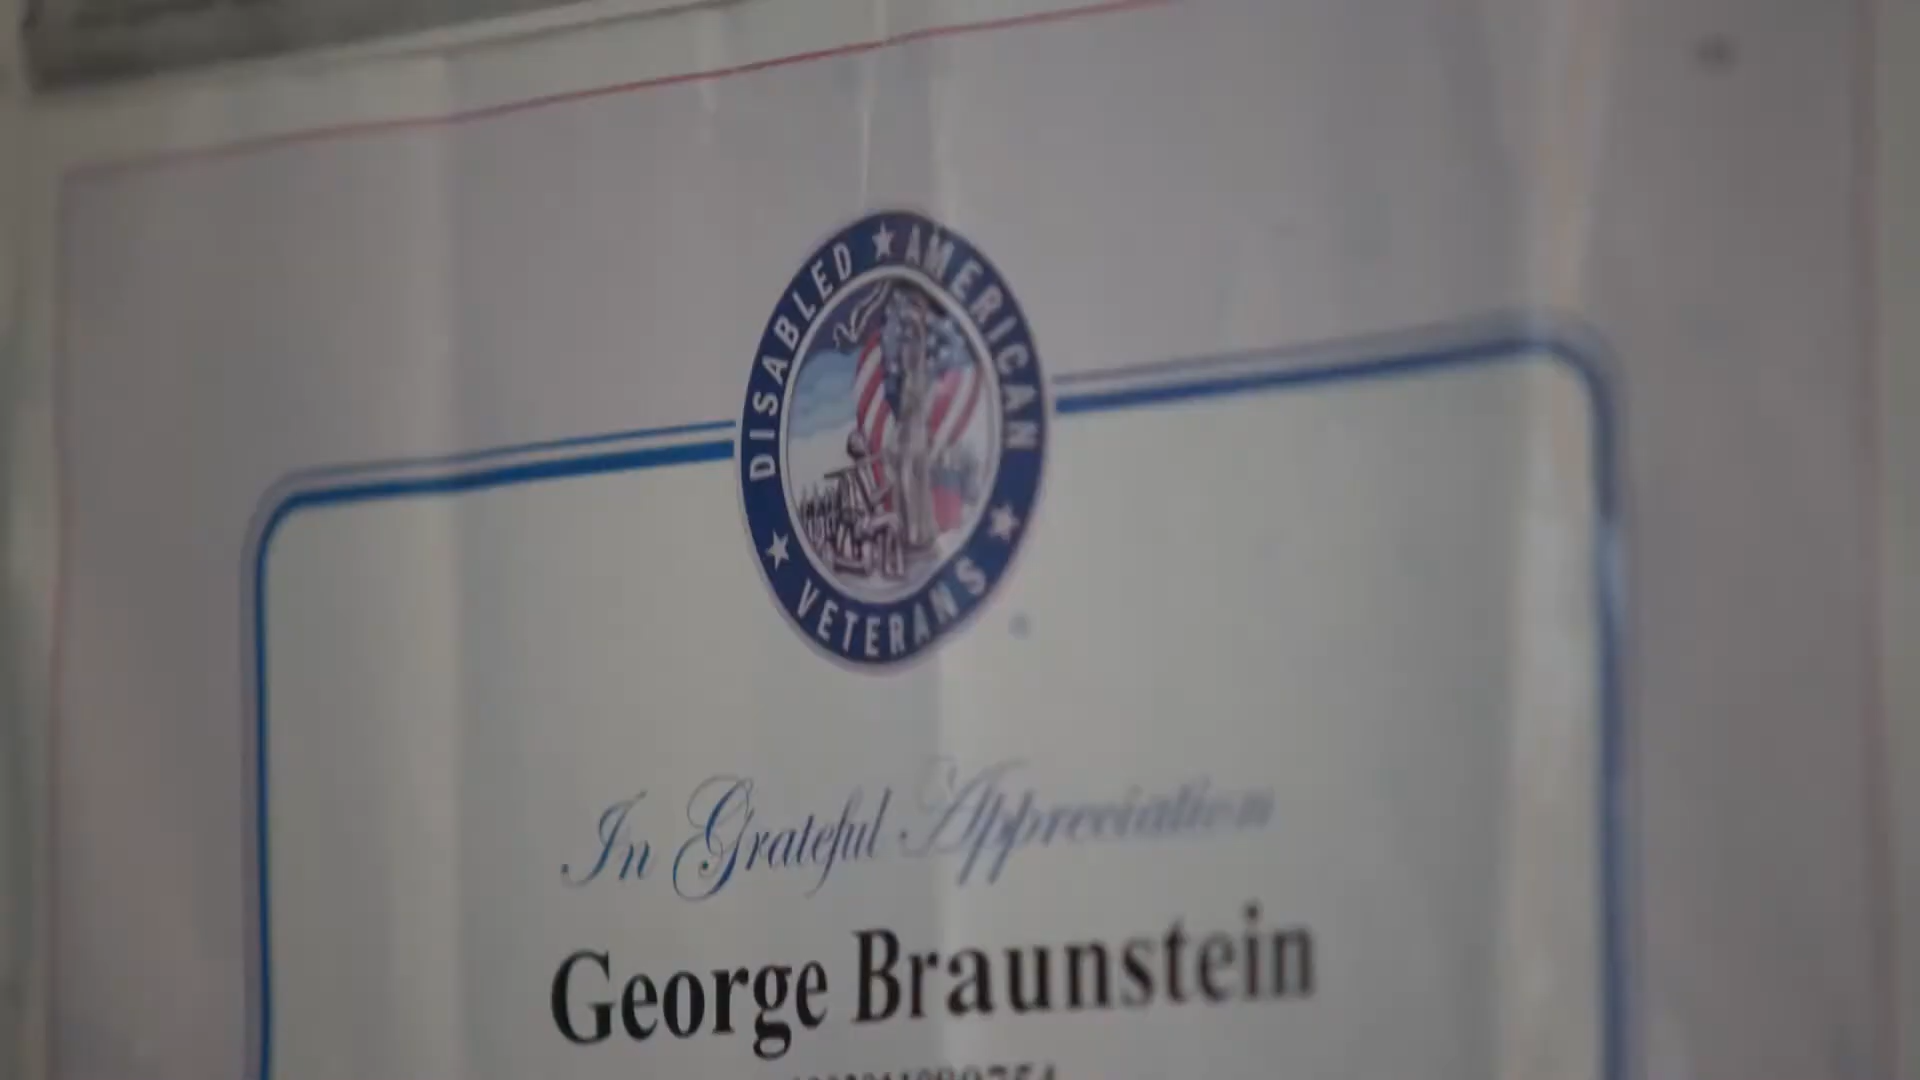 DISABLED ★ AMERICAN
★ VETERANS ★
In Grateful Appreciation
George Braunstein